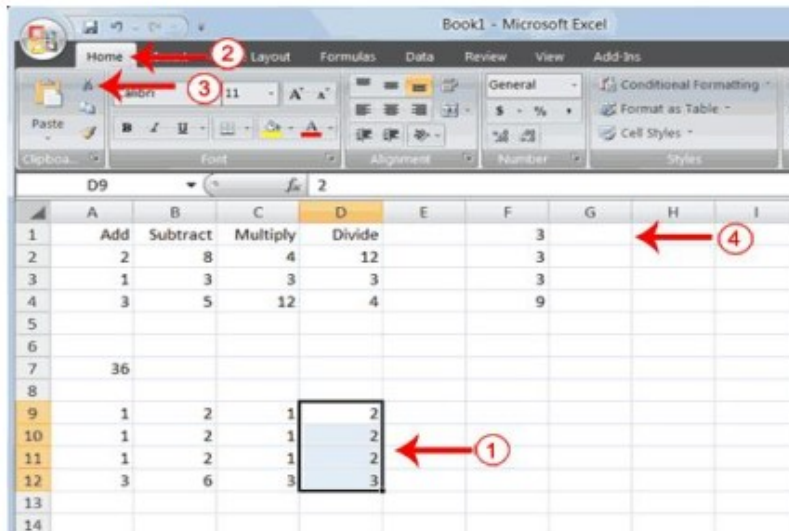 Book1 - Microsoft Excel
Home 2 Layout Formulas Data Review View Add-Ins
3 11 A A General Conditional Formatting
Paste B I U A $ % , Format as Table
Cell Styles
Clipboa... Font Alignment Number Styles
D9 fx 2
A B C D E F G H I
1 Add Subtract Multiply Divide 3 4
2 2 8 4 12 3
3 1 3 3 3 3
4 3 5 12 4 9
5
6
7 36
8
9 1 2 1 2
10 1 2 1 2 1
11 1 2 1 2
12 3 6 3 3
13
14